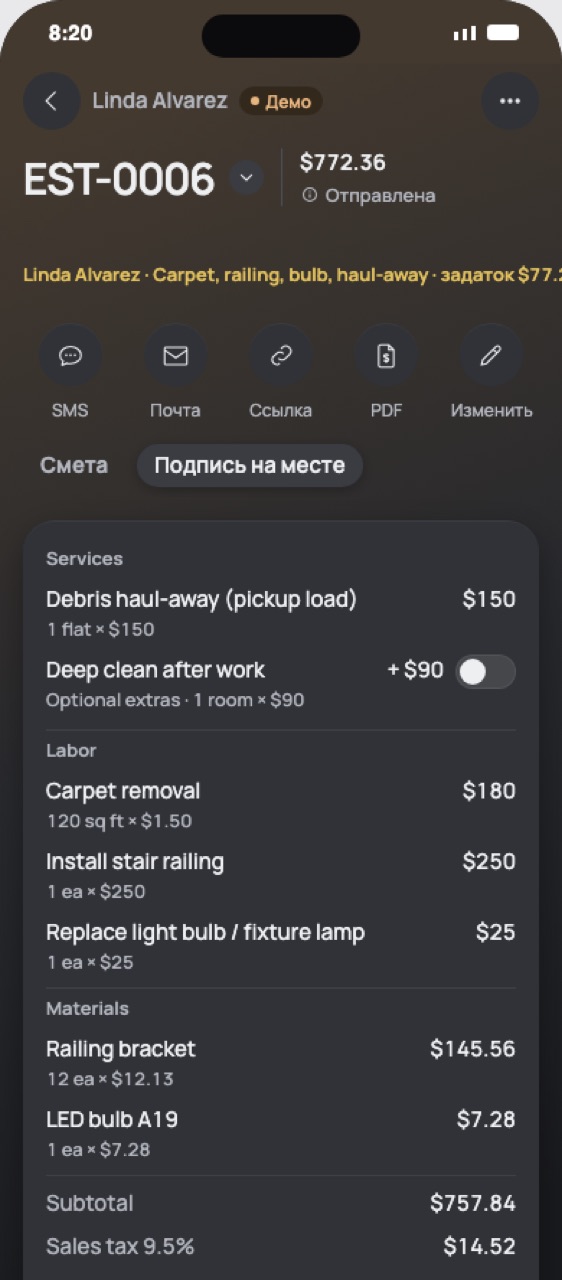 8:20
Linda Alvarez
Демо
EST-0006
$772.36
Отправлена
Linda Alvarez · Carpet, railing, bulb, haul-away · задаток $77.2
SMS
Почта
Ссылка
PDF
Изменить
Смета
Подпись на месте
Services
Debris haul-away (pickup load) $150
1 flat × $150
Deep clean after work + $90
Optional extras · 1 room × $90
Labor
Carpet removal $180
120 sq ft × $1.50
Install stair railing $250
1 ea × $250
Replace light bulb / fixture lamp $25
1 ea × $25
Materials
Railing bracket $145.56
12 ea × $12.13
LED bulb A19 $7.28
1 ea × $7.28
Subtotal $757.84
Sales tax 9.5% $14.52